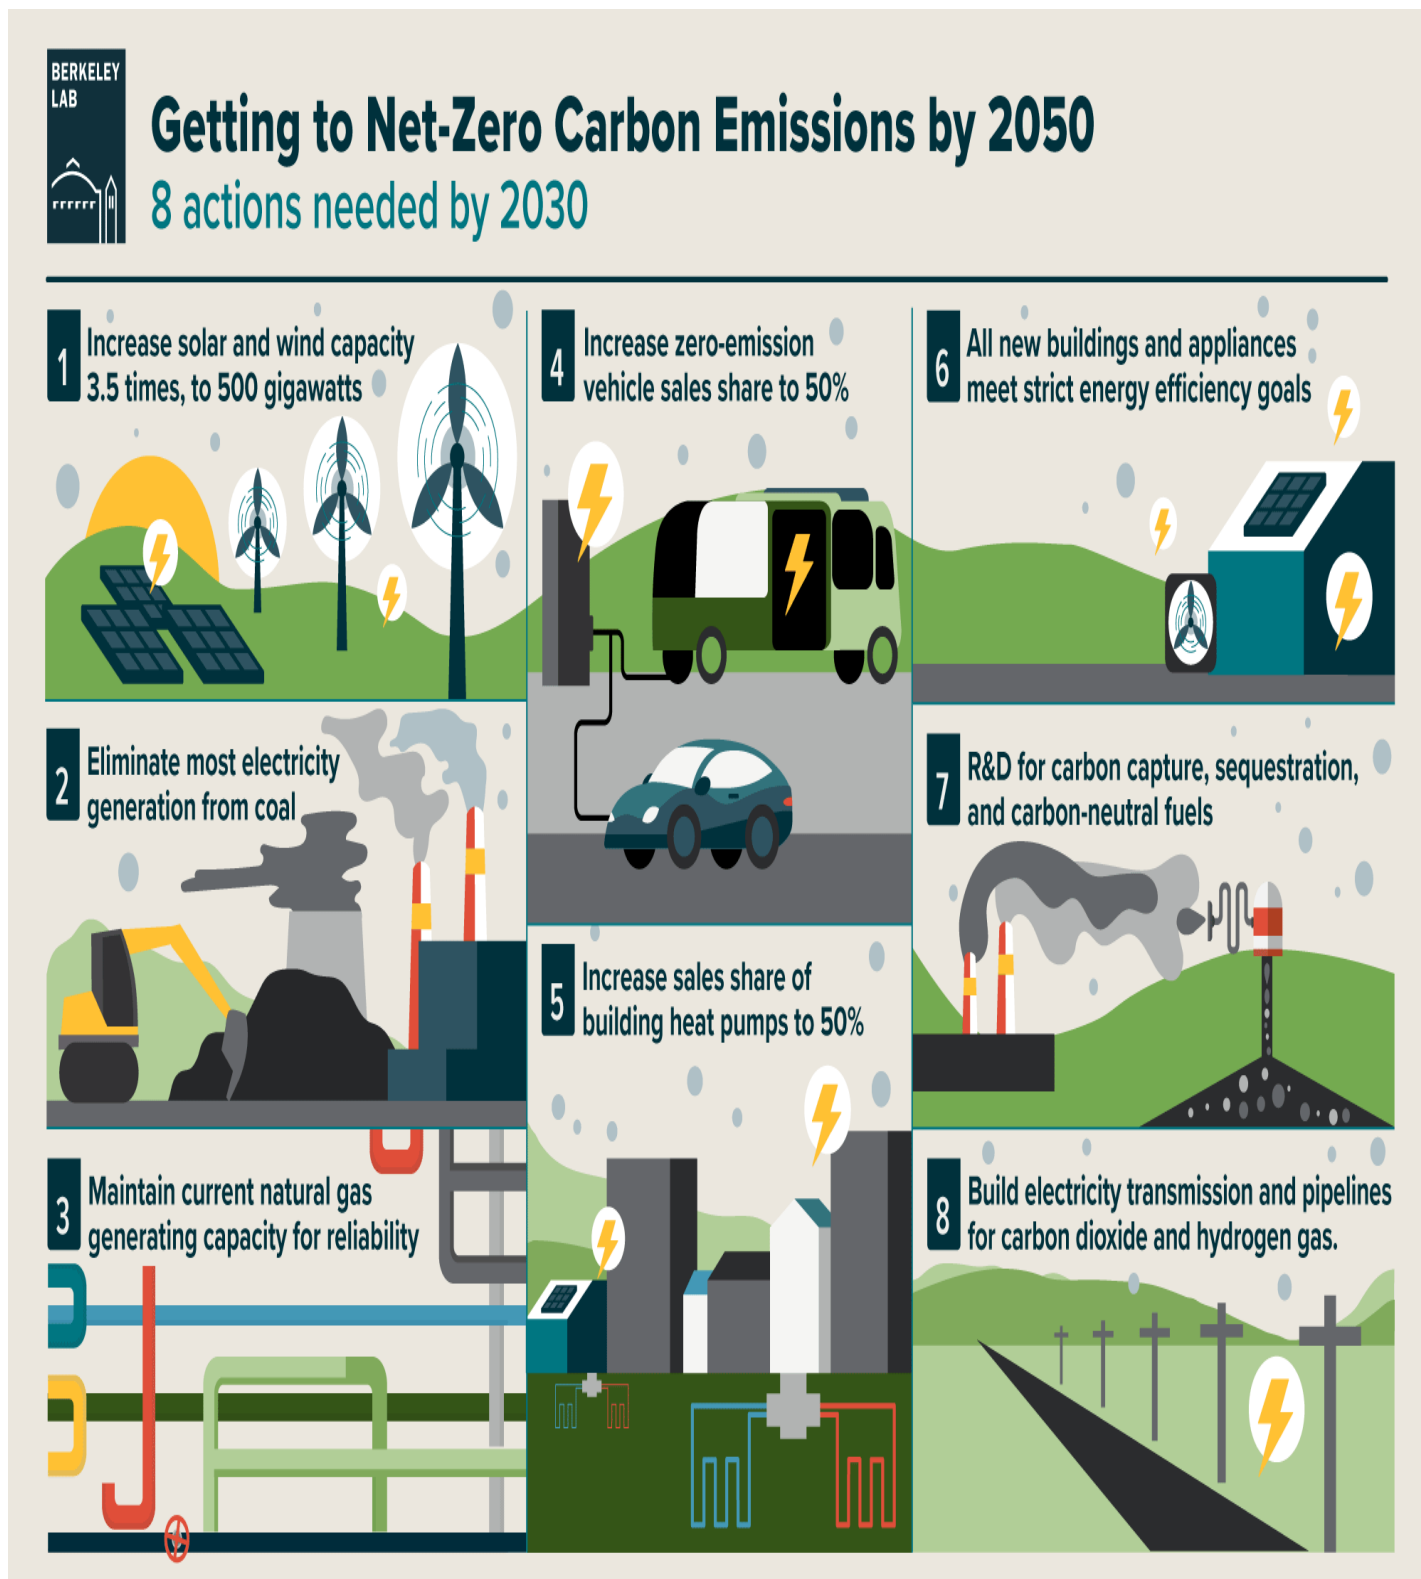 BERKELEY
LAB
Getting to Net-Zero Carbon Emissions by 2050
8 actions needed by 2030
1
Increase solar and wind capacity
3.5 times, to 500 gigawatts
2
Eliminate most electricity
generation from coal
3
Maintain current natural gas
generating capacity for reliability
4
Increase zero-emission
vehicle sales share to 50%
5
Increase sales share of
building heat pumps to 50%
6
All new buildings and appliances
meet strict energy efficiency goals
7
R&D for carbon capture, sequestration,
and carbon-neutral fuels
8
Build electricity transmission and pipelines
for carbon dioxide and hydrogen gas.